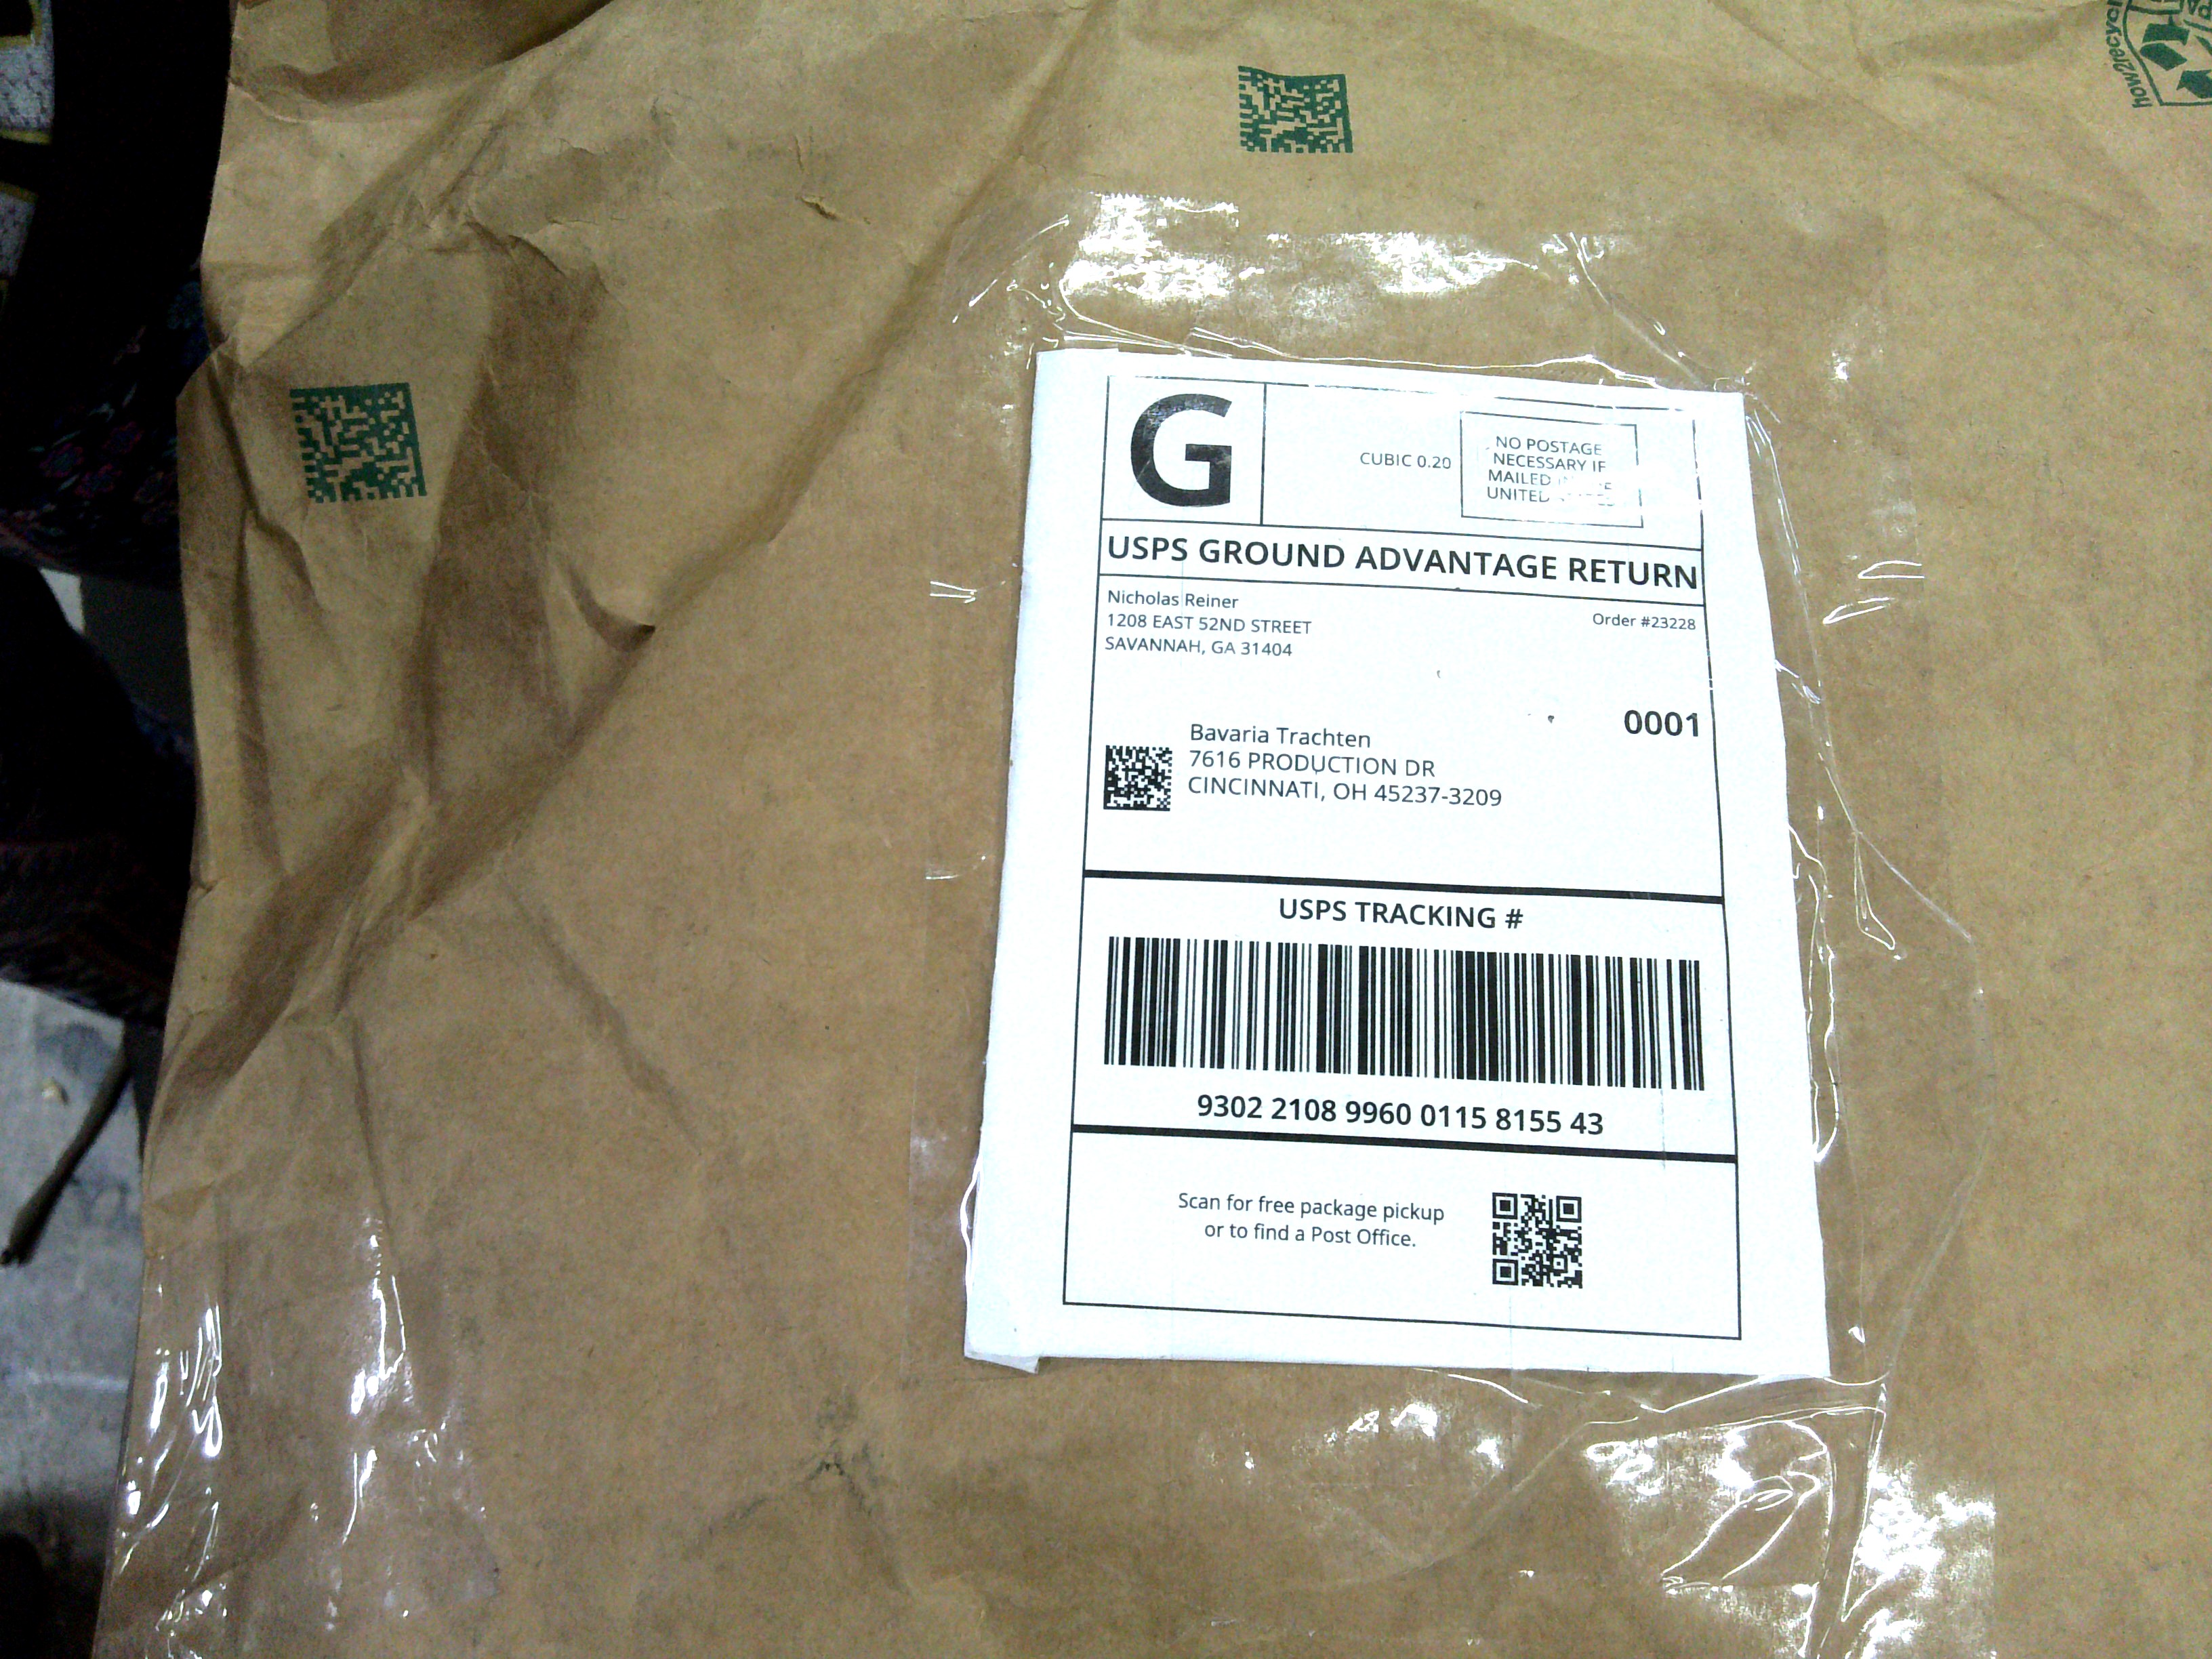 how2recycl
PA
G
CUBIC 0.20
NO POSTAGE
NECESSARY IF
MAILED
UNITED
USPS GROUND ADVANTAGE RETURN
Nicholas Reiner
1208 EAST 52ND STREET
SAVANNAH, GA 31404
Order #23228
0001
Bavaria Trachten
7616 PRODUCTION DR
CINCINNATI, OH 45237-3209
USPS TRACKING #
9302 2108 9960 0115 8155 43
Scan for free package pickup
or to find a Post Office.